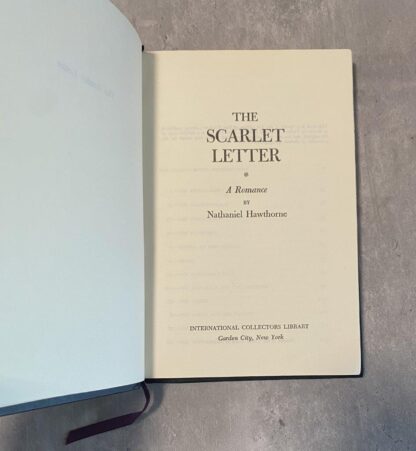 THE
SCARLET
LETTER
A Romance
BY
Nathaniel Hawthorne
INTERNATIONAL COLLECTORS LIBRARY
Garden City, New York